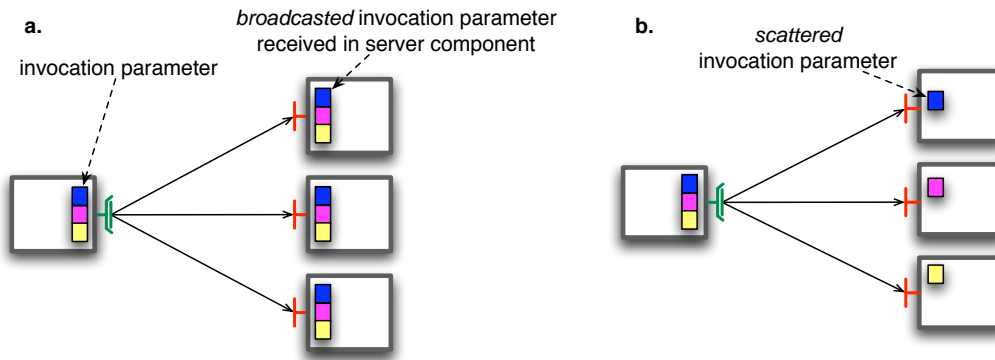 a.
broadcasted invocation parameter
received in server component
invocation parameter
b.
scattered
invocation parameter